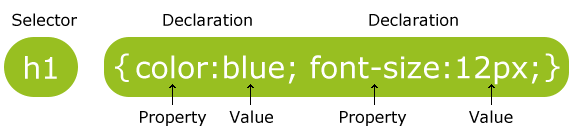 Selector Declaration Declaration
h1 {color:blue; font-size:12px;}
Property Value Property Value